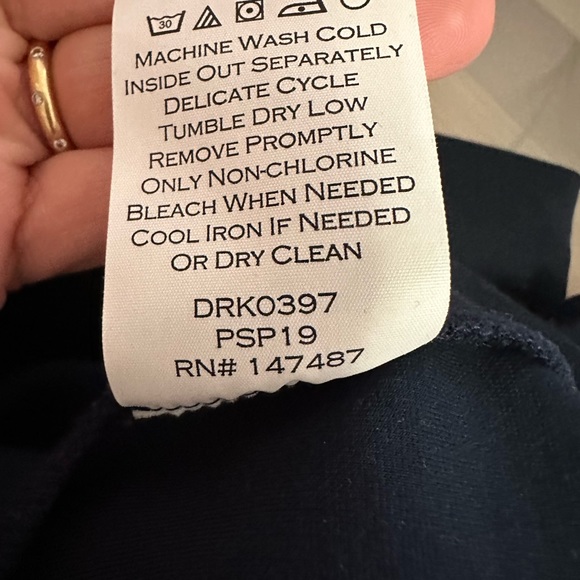 30
MACHINE WASH COLD
INSIDE OUT SEPARATELY
DELICATE CYCLE
TUMBLE DRY LOW
REMOVE PROMPTLY
ONLY NON-CHLORINE
BLEACH WHEN NEEDED
COOL IRON IF NEEDED
OR DRY CLEAN
DRK0397
PSP19
RN# 147487